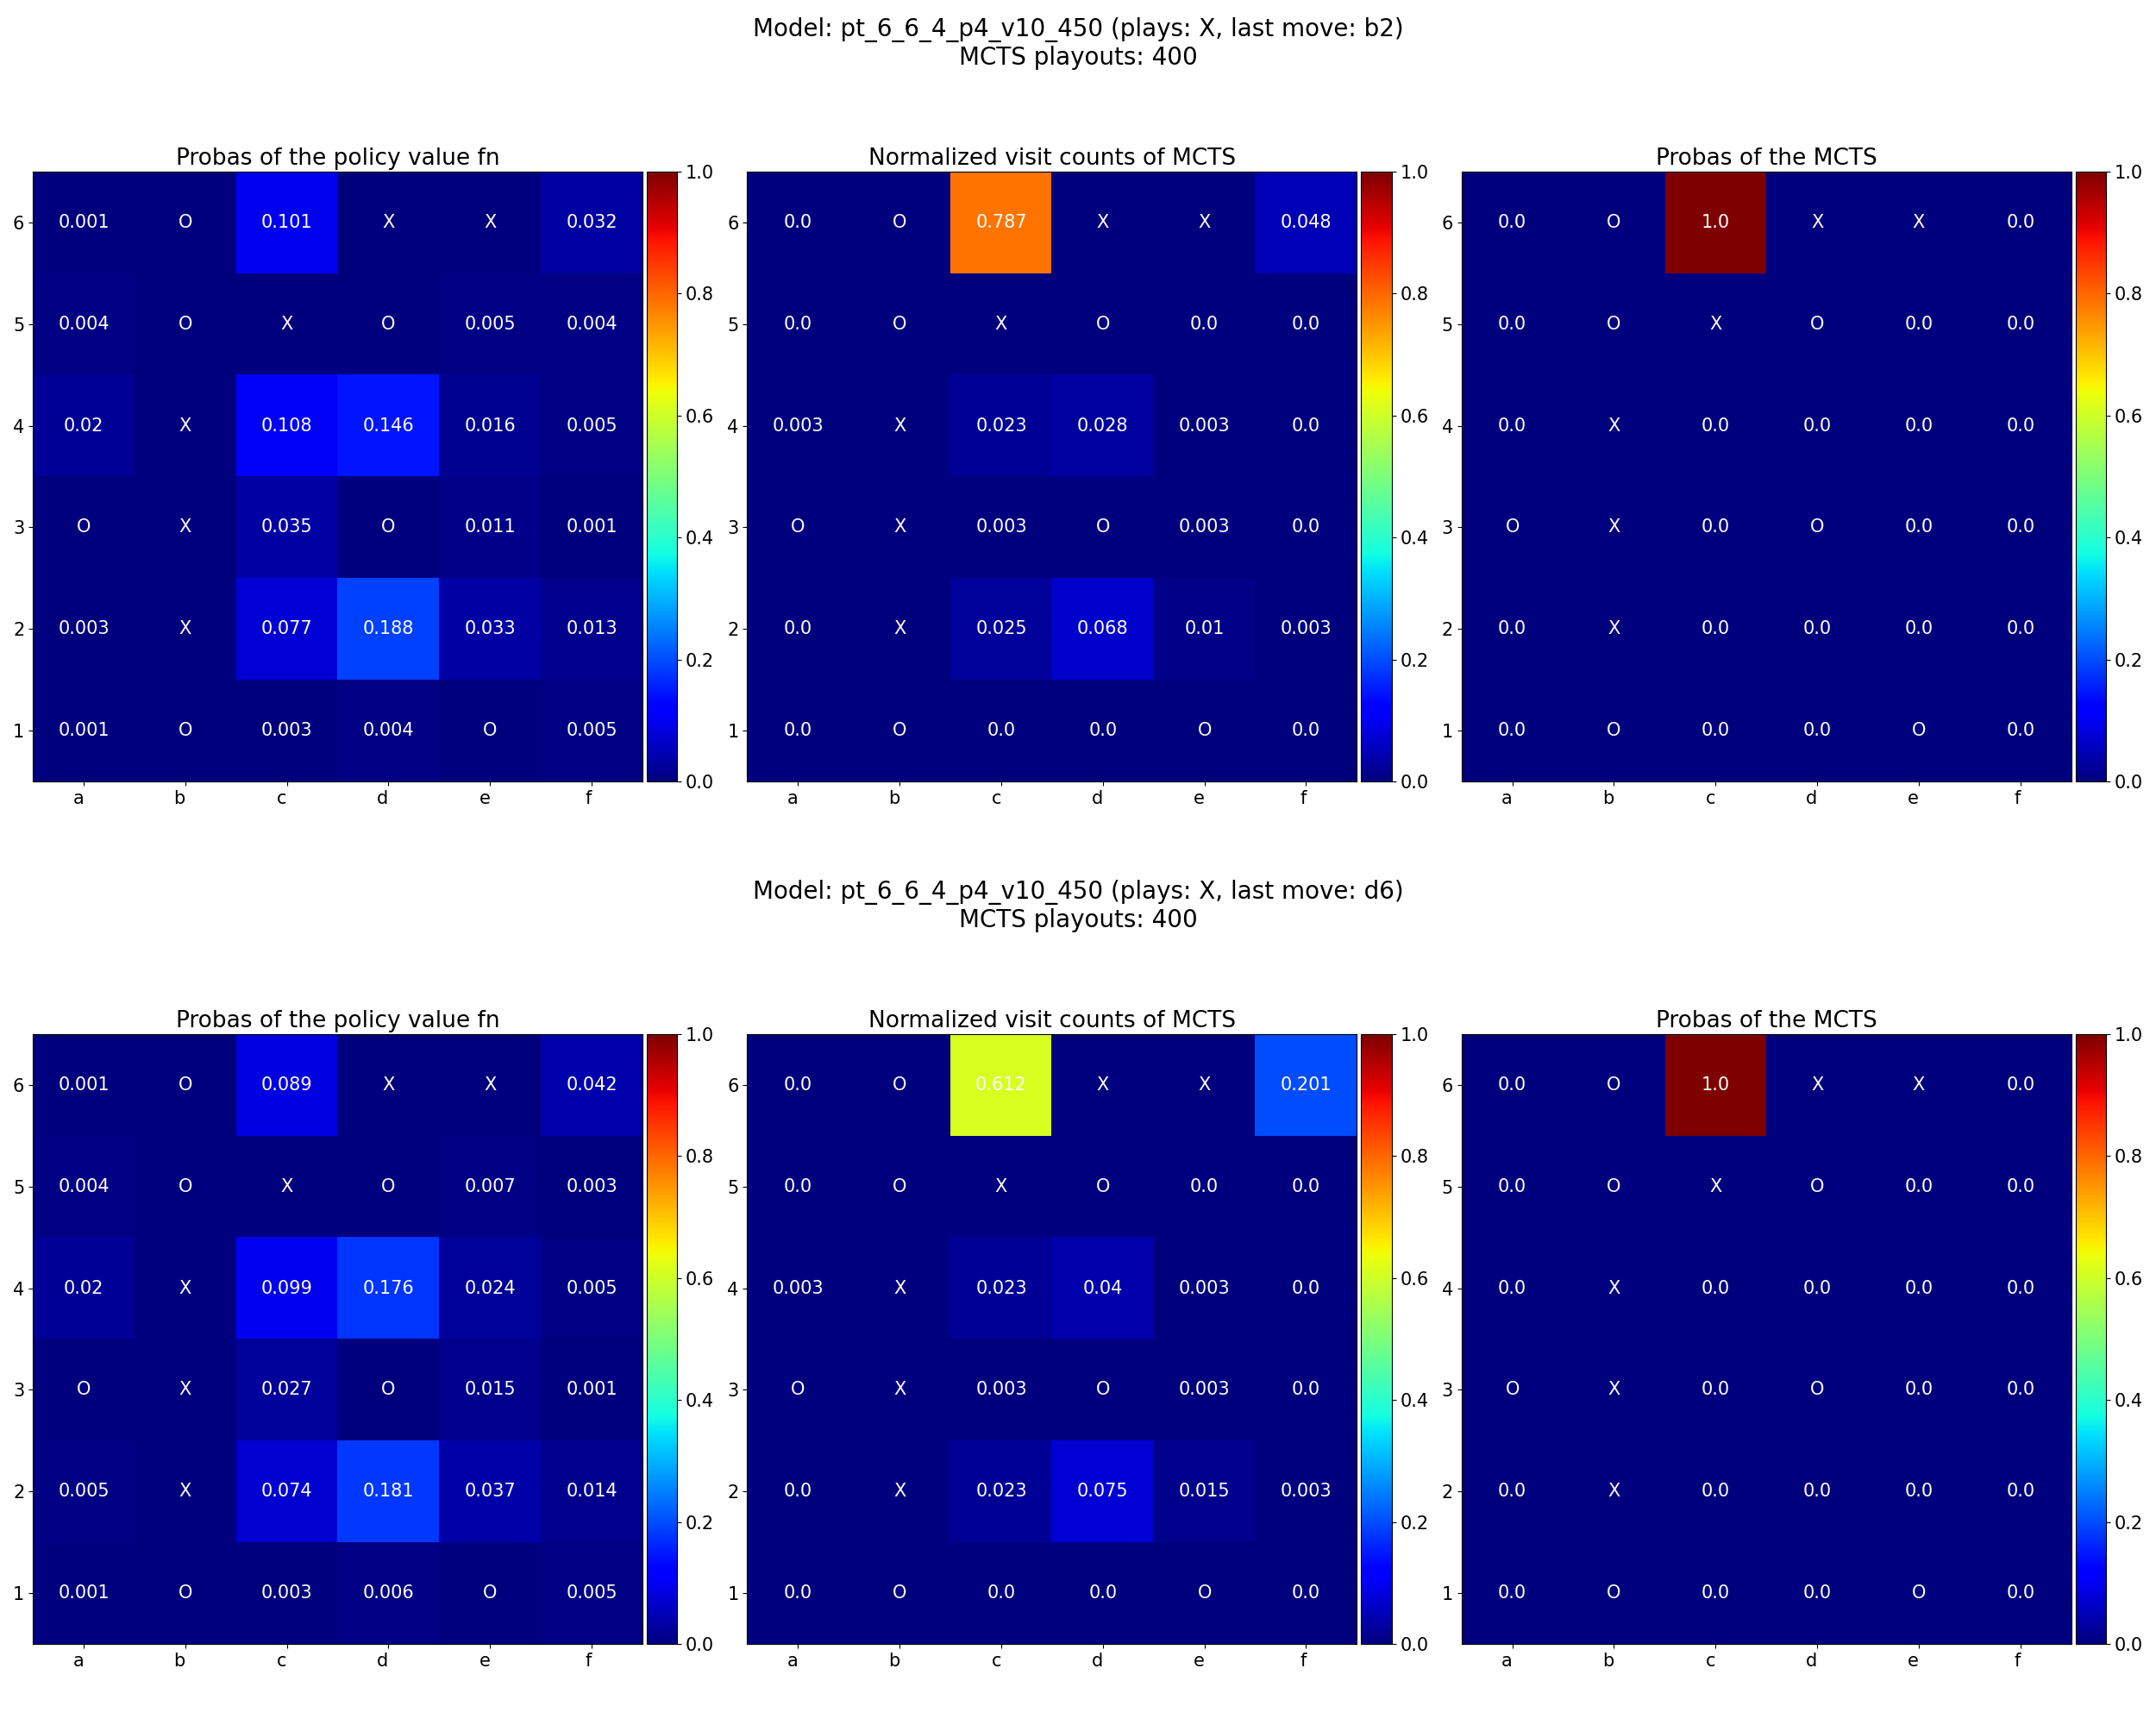 Model: pt_6_6_4_p4_v10_450 (plays: X, last move: b2)
MCTS playouts: 400
Probas of the policy value fn
6 0.001 O 0.101 X X 0.032
5 0.004 O X O 0.005 0.004
4 0.02 X 0.108 0.146 0.016 0.005
3 O X 0.035 O 0.011 0.001
2 0.003 X 0.077 0.188 0.033 0.013
1 0.001 O 0.003 0.004 O 0.005
a b c d e f
1.0
0.8
0.6
0.4
0.2
0.0
Normalized visit counts of MCTS
6 0.0 O 0.787 X X 0.048
5 0.0 O X O 0.0 0.0
4 0.003 X 0.023 0.028 0.003 0.0
3 O X 0.003 O 0.003 0.0
2 0.0 X 0.025 0.068 0.01 0.003
1 0.0 O 0.0 0.0 O 0.0
a b c d e f
1.0
0.8
0.6
0.4
0.2
0.0
Probas of the MCTS
6 0.0 O 1.0 X X 0.0
5 0.0 O X O 0.0 0.0
4 0.0 X 0.0 0.0 0.0 0.0
3 O X 0.0 O 0.0 0.0
2 0.0 X 0.0 0.0 0.0 0.0
1 0.0 O 0.0 0.0 O 0.0
a b c d e f
1.0
0.8
0.6
0.4
0.2
0.0
Model: pt_6_6_4_p4_v10_450 (plays: X, last move: d6)
MCTS playouts: 400
Probas of the policy value fn
6 0.001 O 0.089 X X 0.042
5 0.004 O X O 0.007 0.003
4 0.02 X 0.099 0.176 0.024 0.005
3 O X 0.027 O 0.015 0.001
2 0.005 X 0.074 0.181 0.037 0.014
1 0.001 O 0.003 0.006 O 0.005
a b c d e f
1.0
0.8
0.6
0.4
0.2
0.0
Normalized visit counts of MCTS
6 0.0 O 0.612 X X 0.201
5 0.0 O X O 0.0 0.0
4 0.003 X 0.023 0.04 0.003 0.0
3 O X 0.003 O 0.003 0.0
2 0.0 X 0.023 0.075 0.015 0.003
1 0.0 O 0.0 0.0 O 0.0
a b c d e f
1.0
0.8
0.6
0.4
0.2
0.0
Probas of the MCTS
6 0.0 O 1.0 X X 0.0
5 0.0 O X O 0.0 0.0
4 0.0 X 0.0 0.0 0.0 0.0
3 O X 0.0 O 0.0 0.0
2 0.0 X 0.0 0.0 0.0 0.0
1 0.0 O 0.0 0.0 O 0.0
a b c d e f
1.0
0.8
0.6
0.4
0.2
0.0